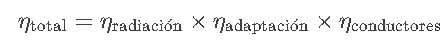 η_total = η_radiación × η_adaptación × η_conductores